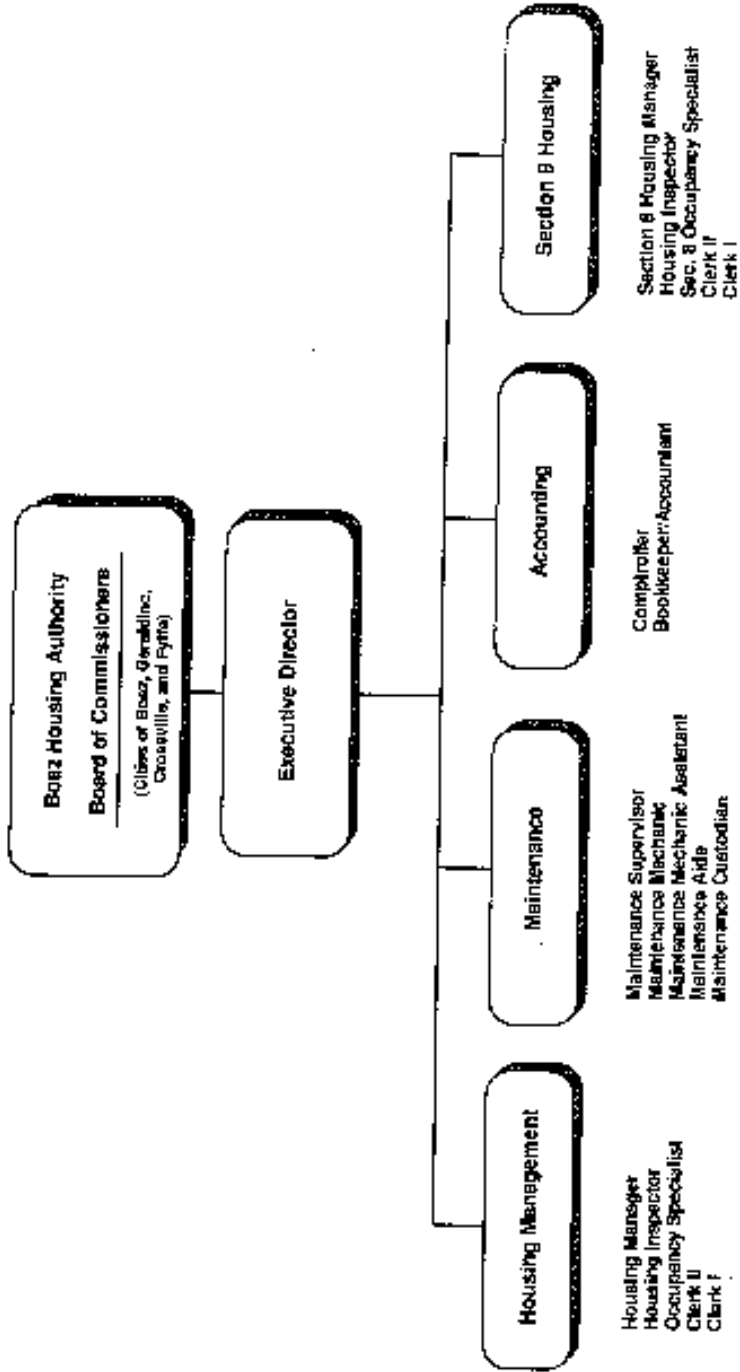 Boaz Housing Authority
Board of Commissioners
(Cities of Boaz, Geraldine,
Crossville, and Fyffe)
Executive Director
Housing Management
Housing Manager
Housing Inspector
Occupancy Specialist
Clerk II
Clerk I
Maintenance
Maintenance Supervisor
Maintenance Mechanic
Maintenance Mechanic Assistant
Maintenance Aide
Maintenance Custodian
Accounting
Comptroller
Bookkeeper/Accountant
Section 8 Housing
Section 8 Housing Manager
Housing Inspector
Sec. 8 Occupancy Specialist
Clerk II
Clerk I